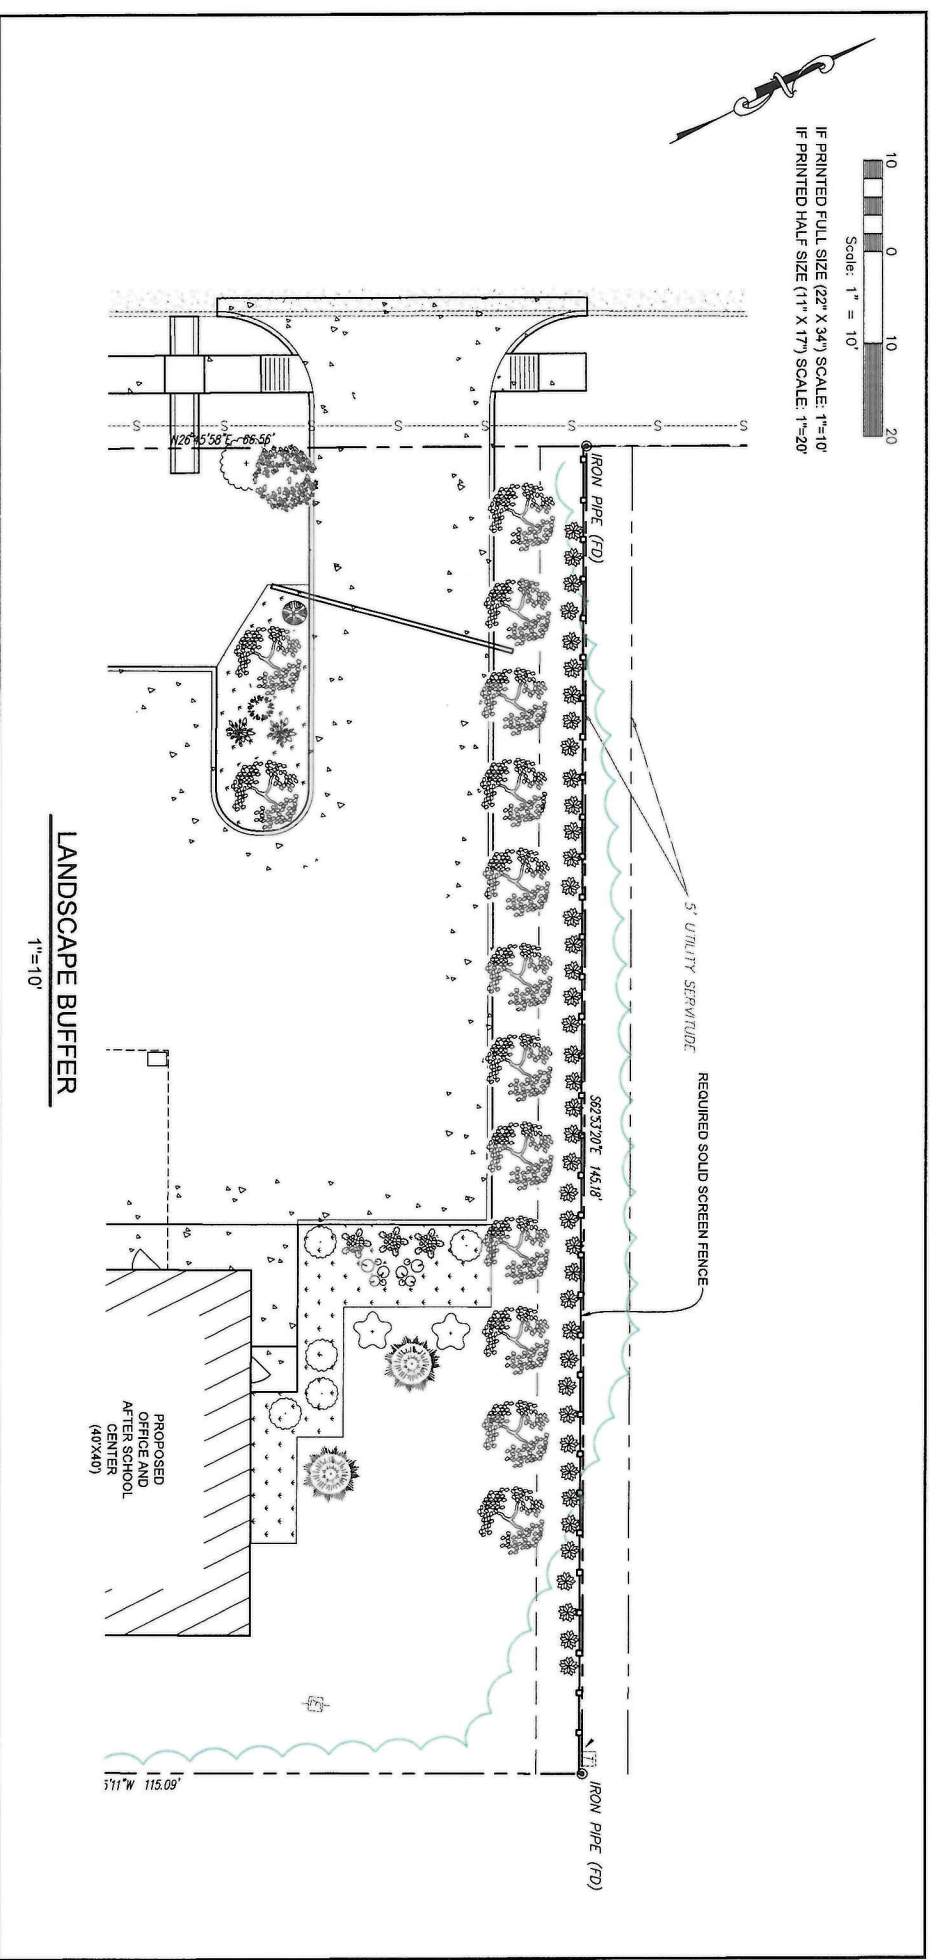 10 0 10 20
Scale: 1" = 10'
IF PRINTED FULL SIZE (22" X 34") SCALE: 1"=10'
IF PRINTED HALF SIZE (11" X 17") SCALE: 1"=20'
S S S S S S
N26°45'58"E ~ 66.56'
IRON PIPE (FD)
5' UTILITY SERVITUDE
REQUIRED SOLID SCREEN FENCE
S62°53'20"E 145.18'
IRON PIPE (FD)
T
5'11"W 115.09'
PROPOSED
OFFICE AND
AFTER SCHOOL
CENTER
(40'X40')
LANDSCAPE BUFFER
1"=10'